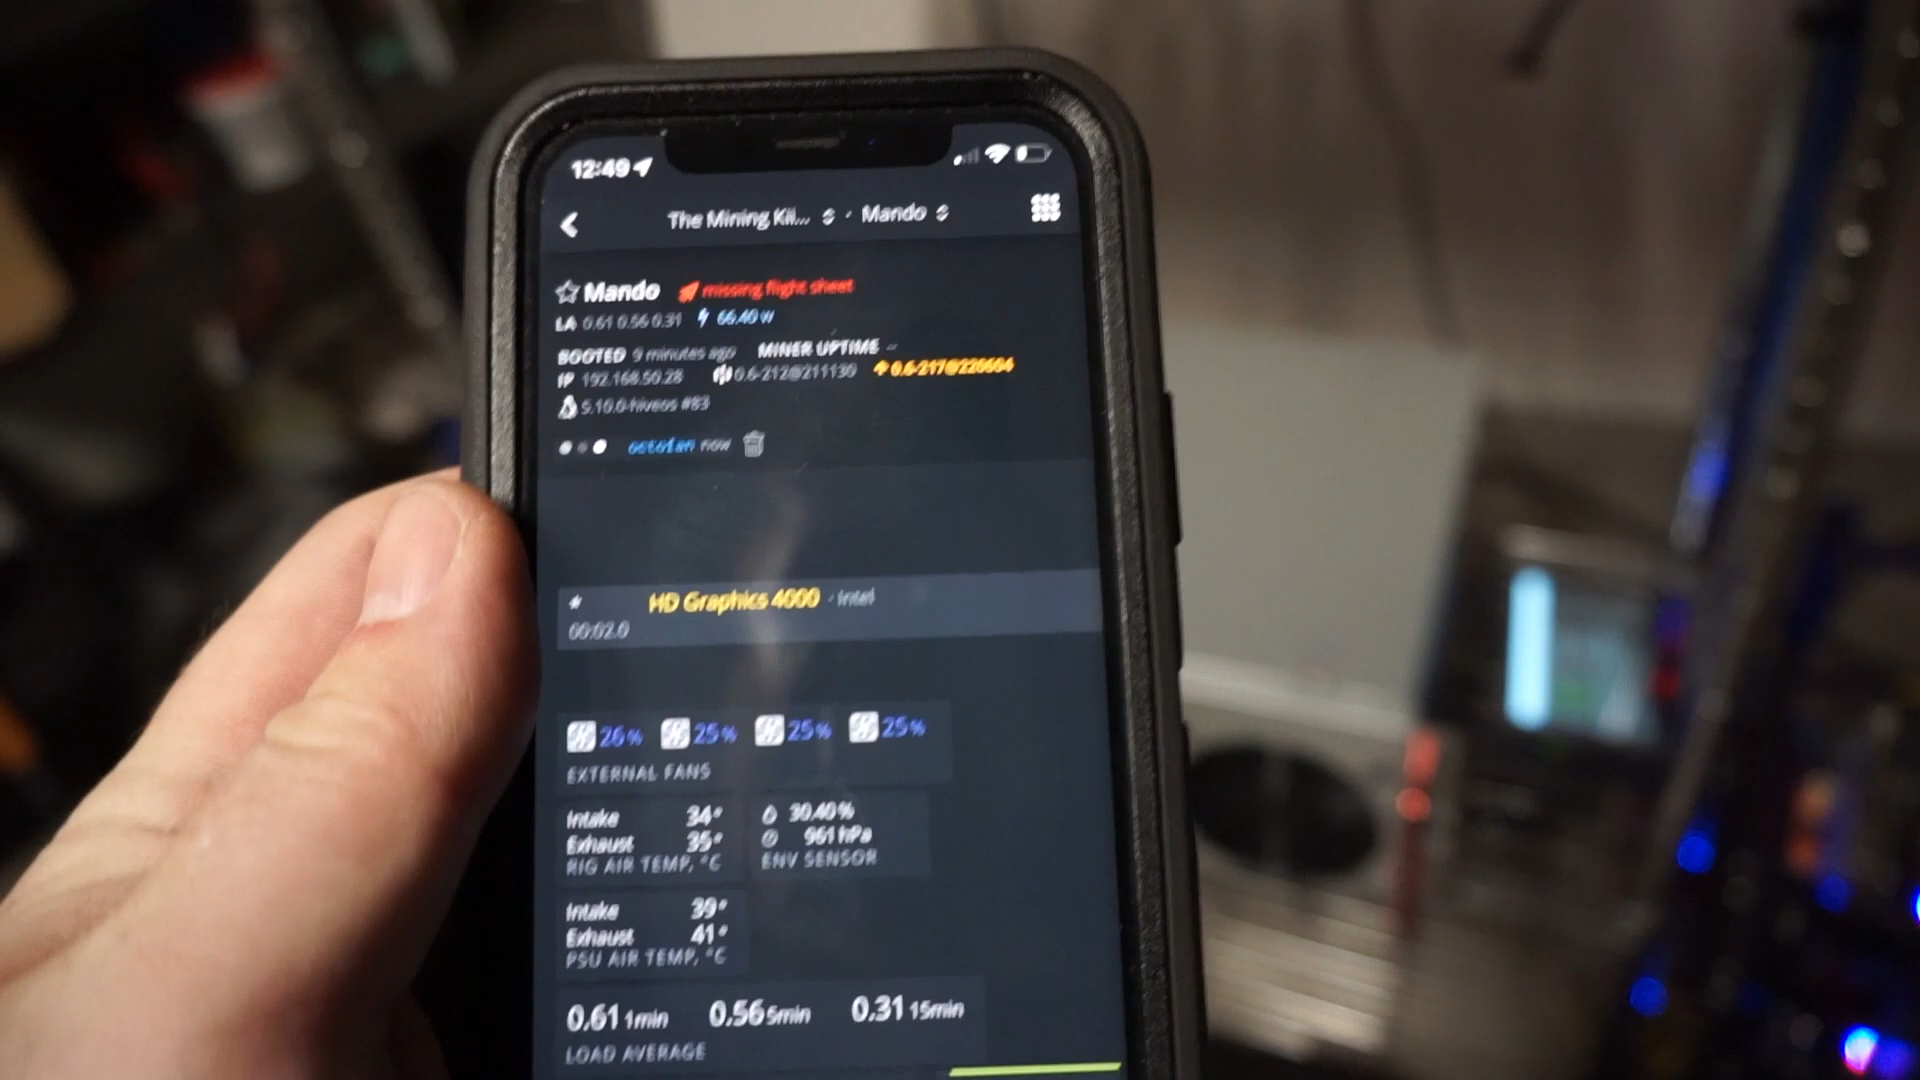 12:49
The Mining Kii... · Mando
Mando missing flight sheet
LA 0.61 0.56 0.31 66.40 W
BOOTED 9 minutes ago MINER UPTIME --
IP 192.168.50.28 0.6-212@211130 0.6-217@220604
5.10.0-hiveos #83
octofan now
HD Graphics 4000 · Intel
00:02.0
26% 25% 25% 25%
EXTERNAL FANS
Intake 34° 30.40%
Exhaust 35° 961 hPa
RIG AIR TEMP, °C ENV SENSOR
Intake 39°
Exhaust 41°
PSU AIR TEMP, °C
0.61 1min 0.56 5min 0.31 15min
LOAD AVERAGE